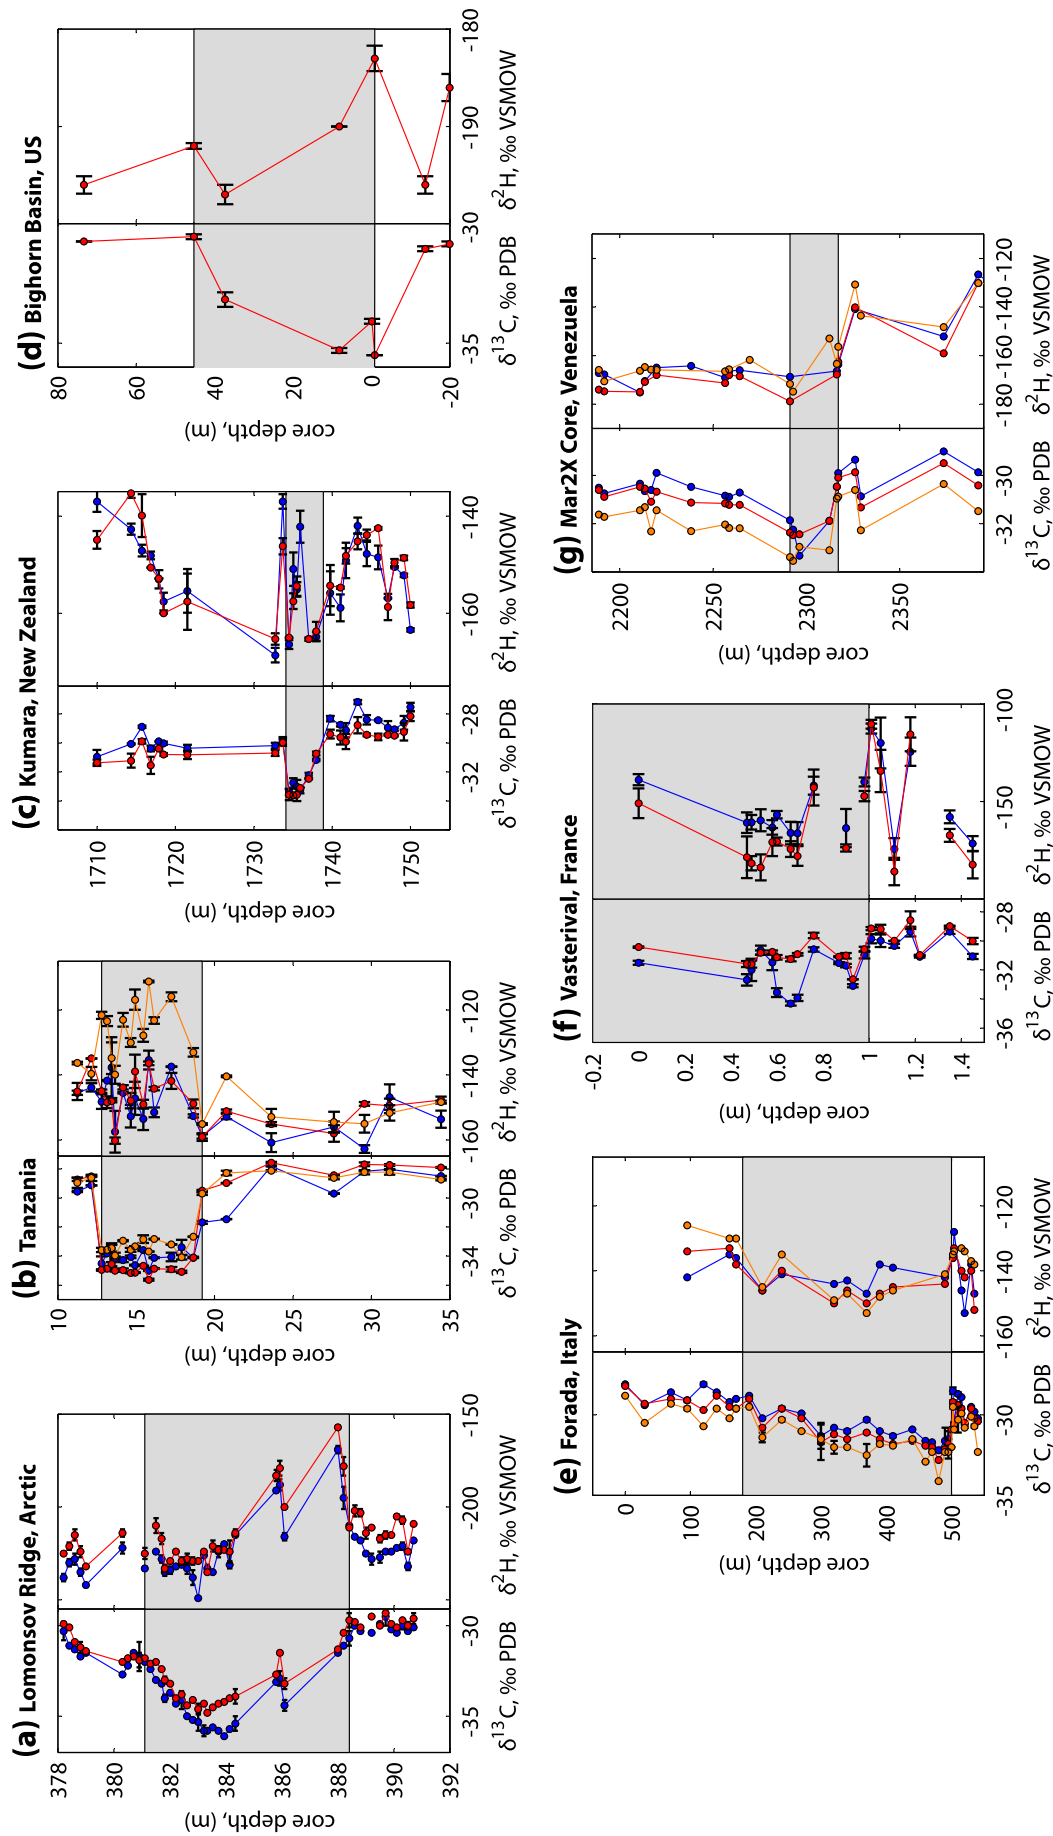 (a) Lomonsov Ridge, Arctic
378
380
382
384
386
388
390
392
core depth, (m)
-35
-30
δ13C, ‰ PDB
-200
-150
δ2H, ‰ VSMOW
(b) Tanzania
10
15
20
25
30
35
core depth, (m)
-34
-30
δ13C, ‰ PDB
-160
-140
-120
δ2H, ‰ VSMOW
(c) Kumara, New Zealand
1710
1720
1730
1740
1750
core depth, (m)
-32
-28
δ13C, ‰ PDB
-160
-140
δ2H, ‰ VSMOW
(d) Bighorn Basin, US
80
60
40
20
0
-20
core depth, (m)
-35
-30
δ13C, ‰ PDB
-190
-180
δ2H, ‰ VSMOW
(e) Forada, Italy
0
100
200
300
400
500
core depth, (m)
-35
-30
δ13C, ‰ PDB
-160
-140
-120
δ2H, ‰ VSMOW
(f) Vasterival, France
-0.2
0
0.2
0.4
0.6
0.8
1
1.2
1.4
core depth, (m)
-36
-32
-28
δ13C, ‰ PDB
-150
-100
δ2H, ‰ VSMOW
(g) Mar2X Core, Venezuela
22200
22250
22300
23350
core depth, (m)
-32
-30
δ13C, ‰ PDB
-180
-160
-140
-120
δ2H, ‰ VSMOW